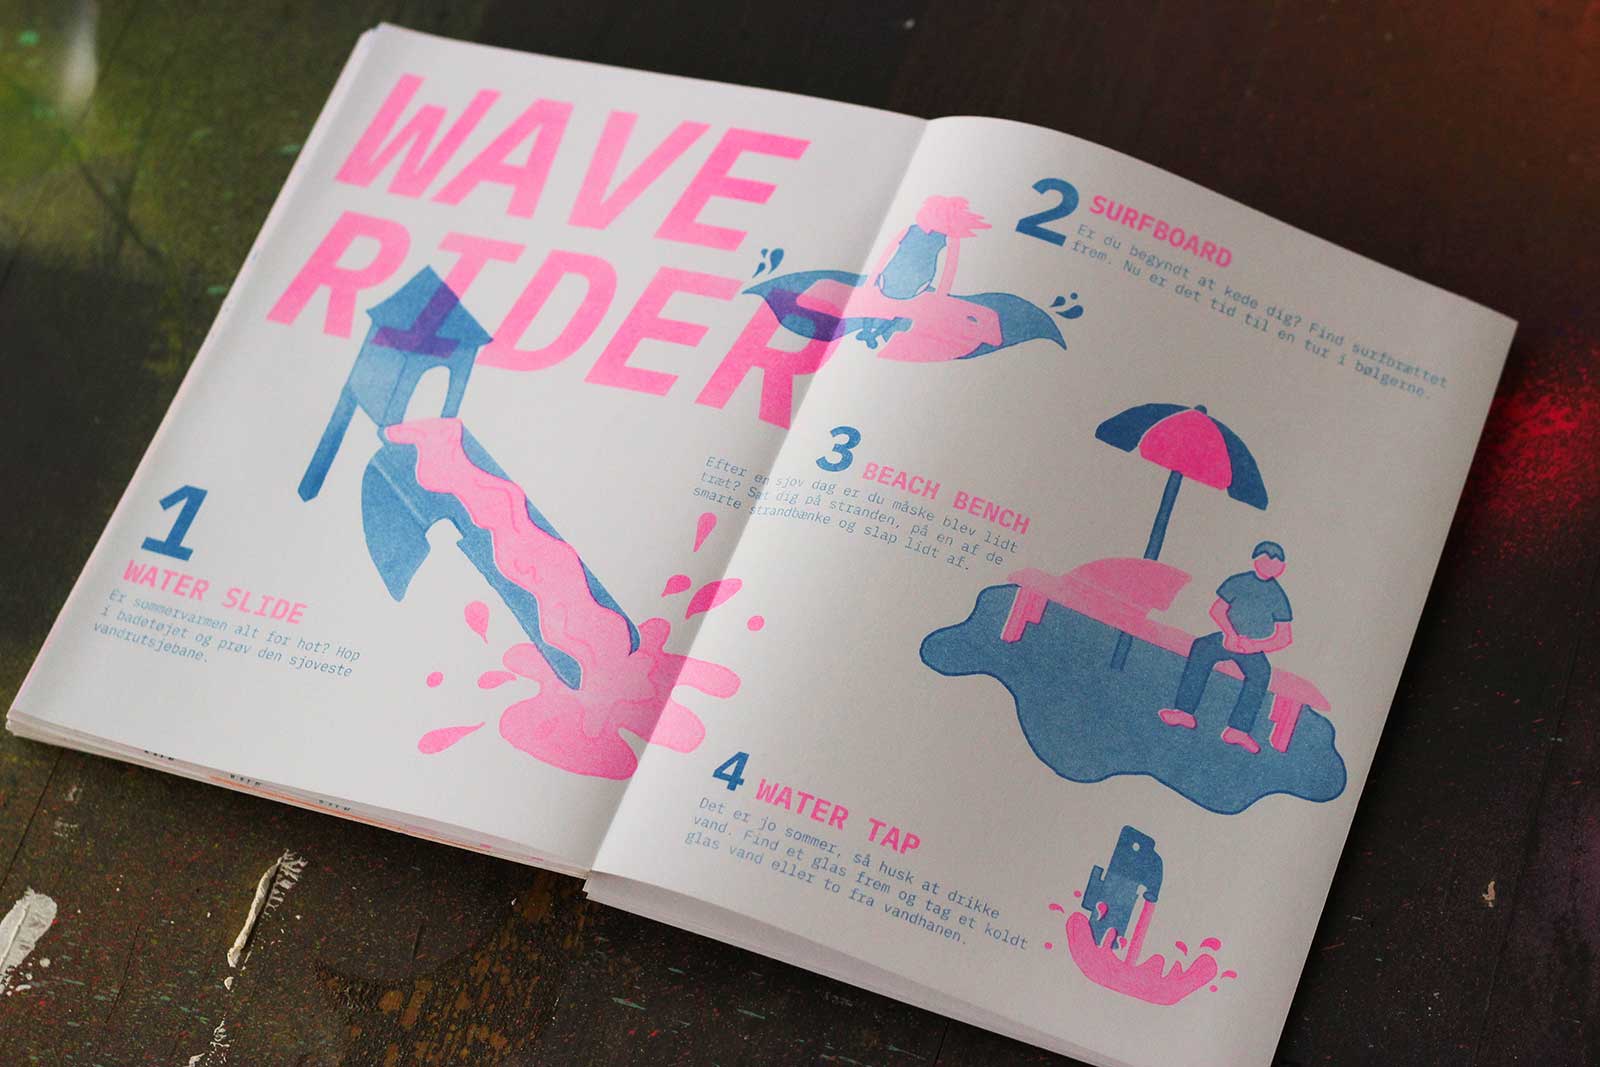 WAVE
RIDER
1
WATER SLIDE
Er sommervarmen alt for hot? Hop
i badetøjet og prøv den sjoveste
vandrutsjebane.
2 SURFBOARD
Er du begyndt at kede dig? Find surfbrættet
frem. Nu er det tid til en tur i bølgerne.
3 BEACH BENCH
Efter en sjov dag er du måske blev lidt
træt? Sæt dig på stranden, på en af de
smarte strandbænke og slap lidt af.
4 WATER TAP
Det er jo sommer, så husk at drikke
vand. Find et glas frem og tag et koldt
glas vand eller to fra vandhanen.